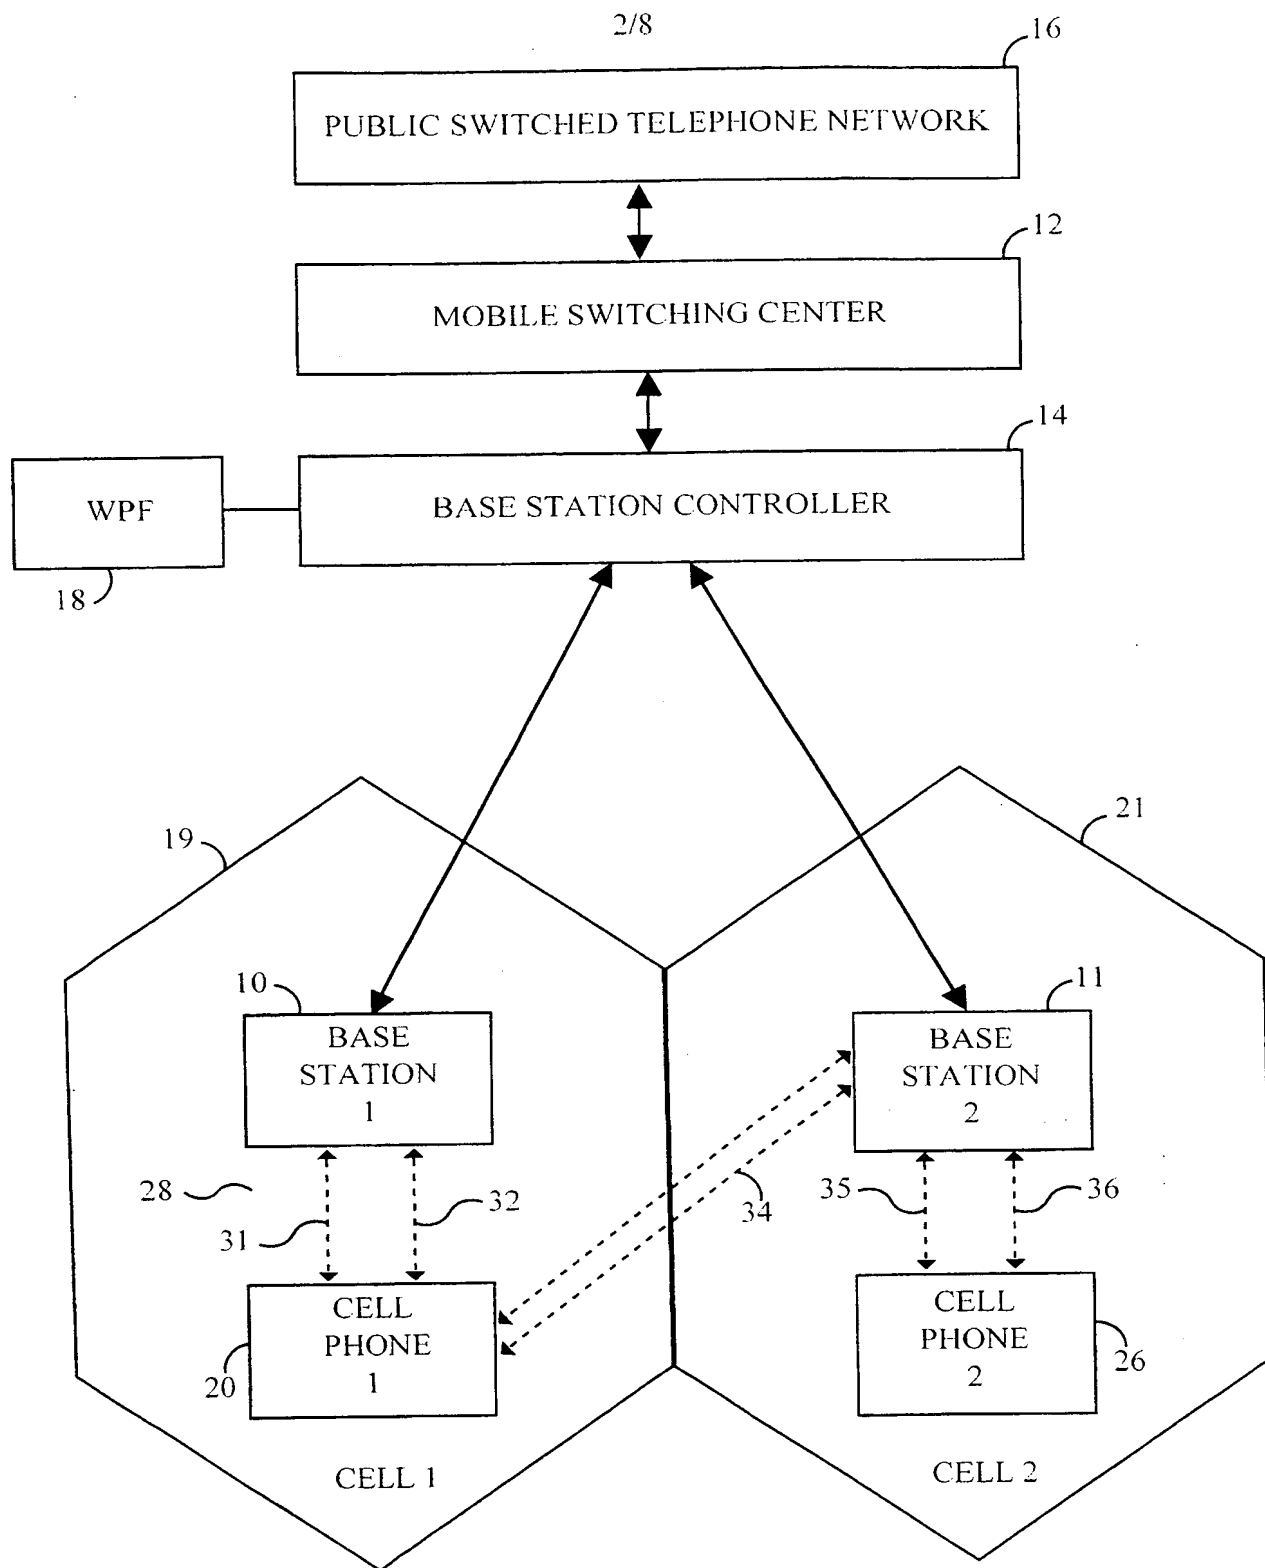 2/8
16
PUBLIC SWITCHED TELEPHONE NETWORK
12
MOBILE SWITCHING CENTER
14
WPF
BASE STATION CONTROLLER
18
19
21
10
11
BASE
STATION
1
BASE
STATION
2
28
31
32
34
35
36
CELL
PHONE
1
CELL
PHONE
2
20
26
CELL 1
CELL 2